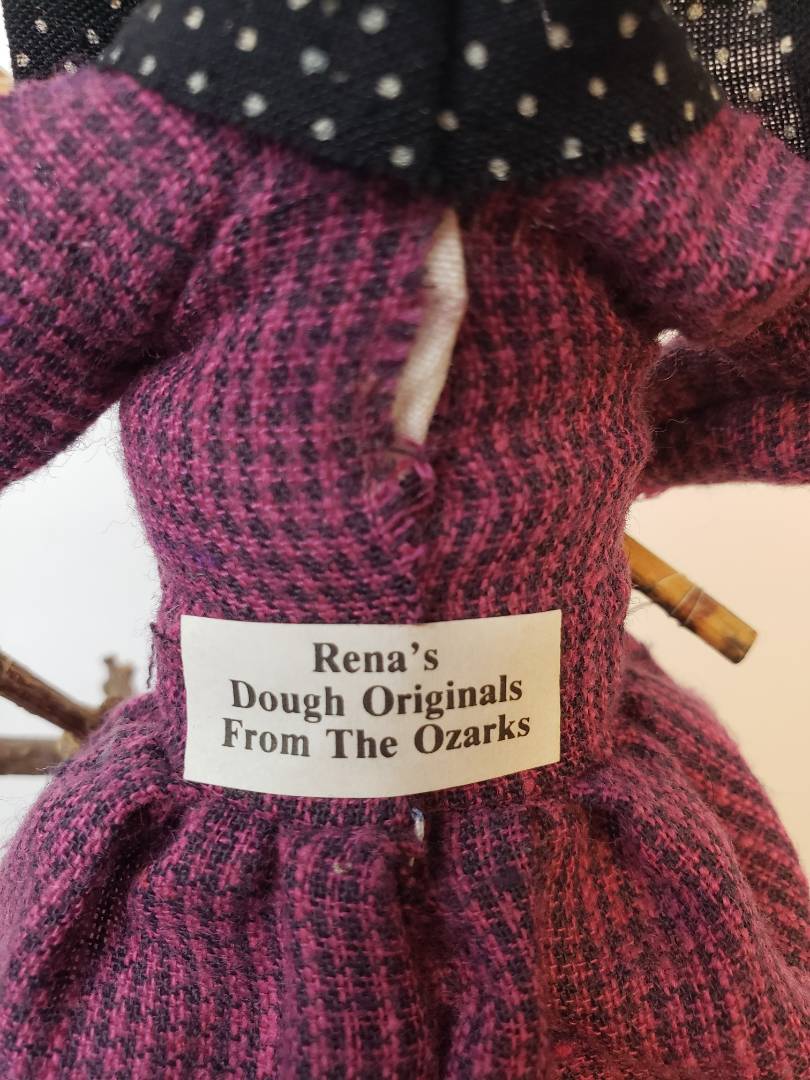 Rena's
Dough Originals
From The Ozarks